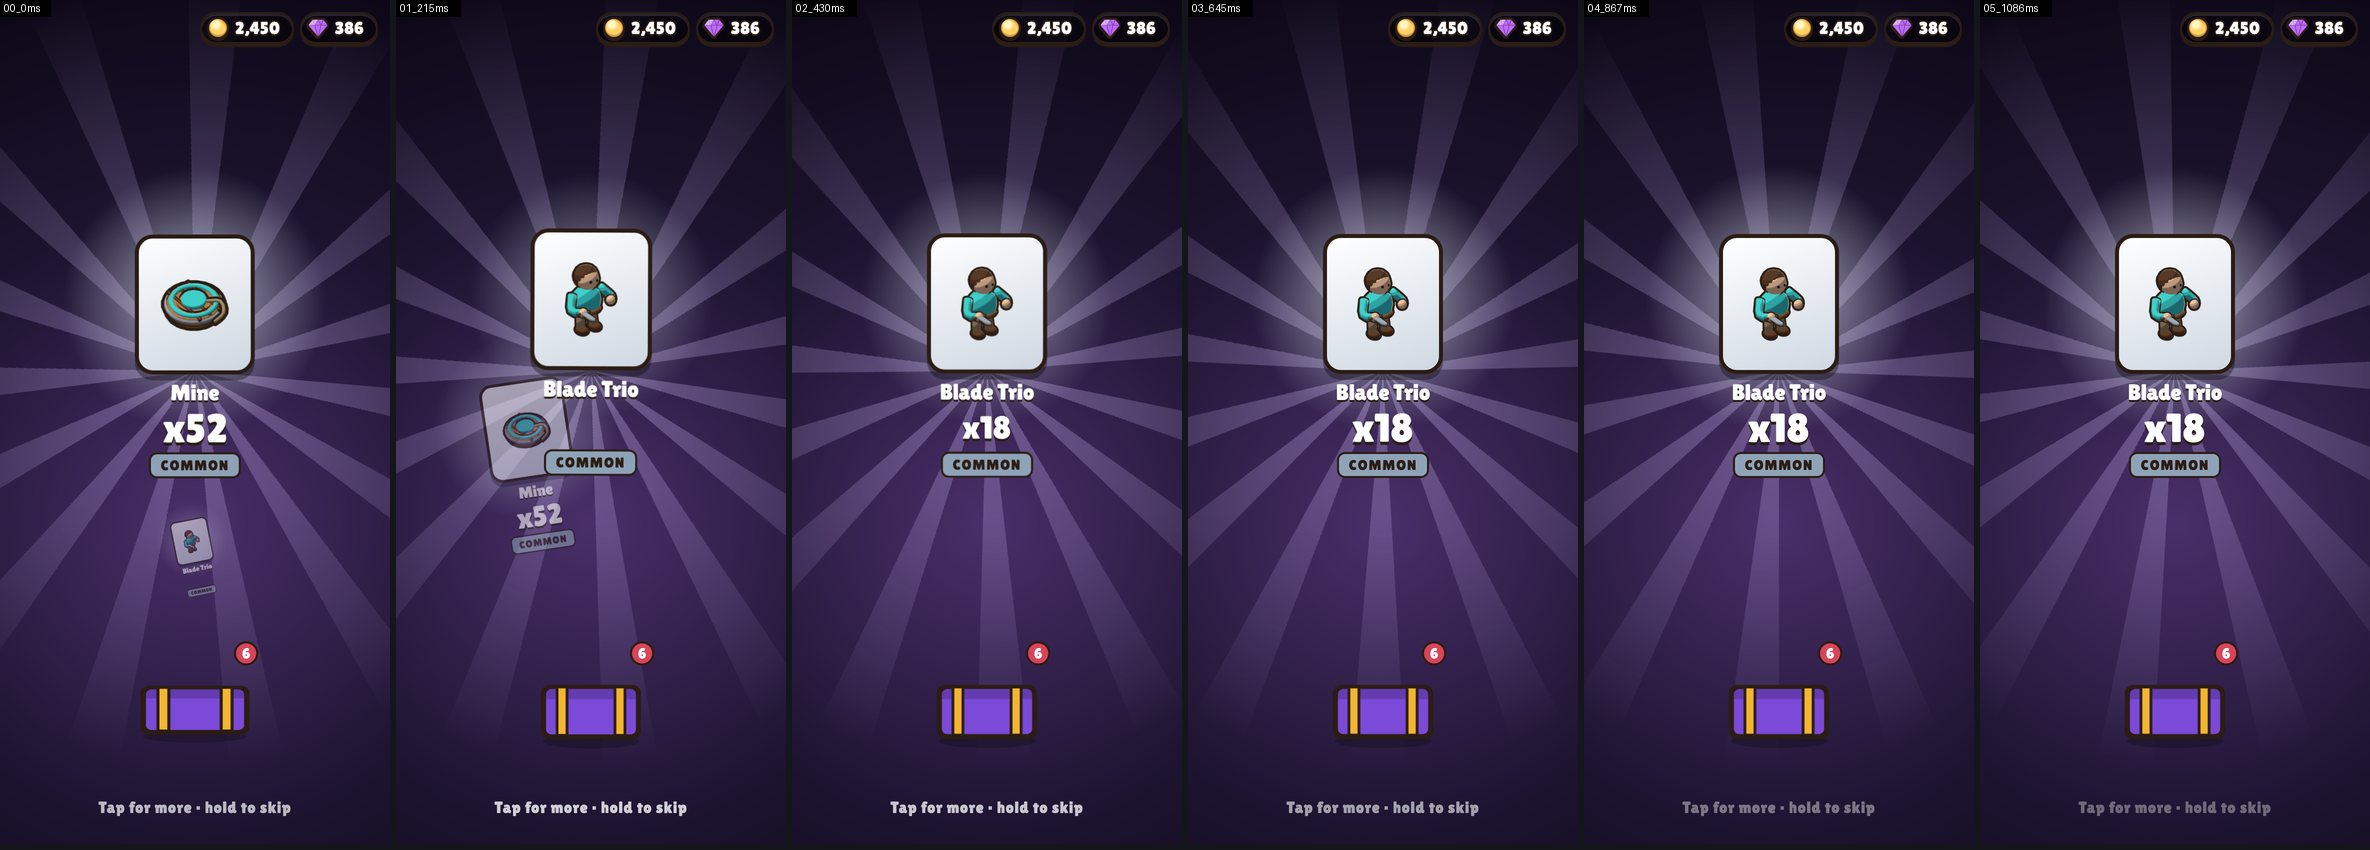 00_0ms
2,450 386
Mine
x52
COMMON
Blade Trio
COMMON
6
Tap for more · hold to skip
01_215ms
2,450 386
Blade Trio
COMMON
Mine
x52
COMMON
6
Tap for more · hold to skip
02_430ms
2,450 386
Blade Trio
x18
COMMON
6
Tap for more · hold to skip
03_645ms
2,450 386
Blade Trio
x18
COMMON
6
Tap for more · hold to skip
04_867ms
2,450 386
Blade Trio
x18
COMMON
6
Tap for more · hold to skip
05_1086ms
2,450 386
Blade Trio
x18
COMMON
6
Tap for more · hold to skip